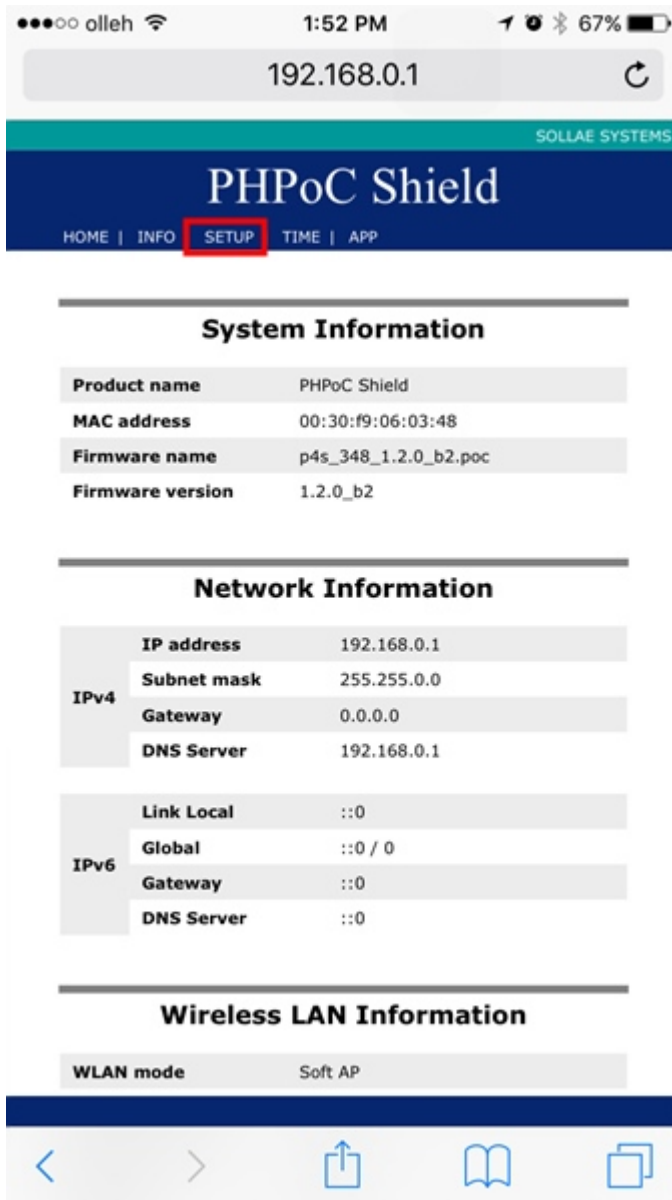 olleh 1:52 PM 67%
192.168.0.1
SOLLAE SYSTEMS
PHPoC Shield
HOME | INFO SETUP TIME | APP
System Information
Product name PHPoC Shield
MAC address 00:30:f9:06:03:48
Firmware name p4s_348_1.2.0_b2.poc
Firmware version 1.2.0_b2
Network Information
IPv4
IP address 192.168.0.1
Subnet mask 255.255.0.0
Gateway 0.0.0.0
DNS Server 192.168.0.1
IPv6
Link Local ::0
Global ::0 / 0
Gateway ::0
DNS Server ::0
Wireless LAN Information
WLAN mode Soft AP